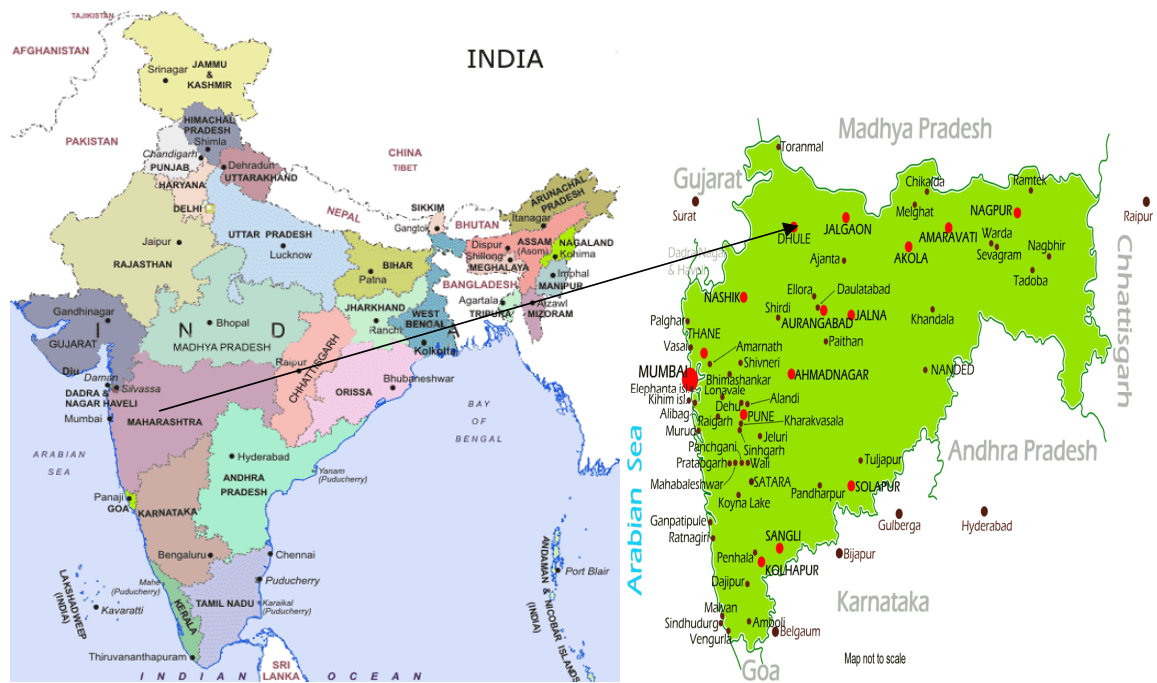 TAJIKISTAN
AFGHANISTAN
INDIA
JAMMU
&
KASHMIR
Srinagar
PAKISTAN
HIMACHAL
PRADESH
Shimla
Chandigarh
PUNJAB
Dehradun
UTTARAKHAND
HARYANA
DELHI
CHINA
TIBET
NEPAL
SIKKIM
Gangtok
BHUTAN
ARUNACHAL
PRADESH
Itanagar
Dispur
ASSAM
(Asom)
NAGALAND
Kohima
Shillong
MEGHALAYA
Imphal
MANIPUR
BANGLADESH
Agartala
TRIPURA
Aizawl
MIZORAM
Jaipur
RAJASTHAN
UTTAR PRADESH
Lucknow
BIHAR
Patna
JHARKHAND
Ranchi
WEST
BENGAL
Kolkotta
Gandhinagar
GUJARAT
I N D I A
Bhopal
MADHYA PRADESH
Diu
Daman
Silvassa
DADRA &
NAGAR HAVELI
Mumbai
MAHARASHTRA
Raipur
CHHATTISGARH
ORISSA
Bhubaneshwar
ARABIAN
SEA
BAY
OF
BENGAL
Hyderabad
ANDHRA
PRADESH
Yanam
(Puducherry)
Panaji
GOA
KARNATAKA
Bengaluru
Chennai
Mahe
(Puducherry)
Puducherry
TAMIL NADU
Karaikal
(Puducherry)
KERALA
LAKSHADWEEP
(INDIA)
Kavaratti
Thiruvananthapuram
SRI
LANKA
ANDAMAN & NICOBAR ISLANDS
(INDIA)
Port Blair
INDIAN OCEAN
Madhya Pradesh
Toranmal
Gujarat
Surat
Chikalda
Melghat
Ramtek
NAGPUR
Raipur
DHULE
JALGAON
AMARAVATI
AKOLA
Warda
Sevagram
Nagbhir
Tadoba
Dadra Nagar
& Haveli
Ajanta
Chhattisgarh
NASHIK
Ellora
Daulatabad
Shirdi
AURANGABAD
JALNA
Khandala
Palghar
THANE
Paithan
Vasai
Amarnath
Shivneri
MUMBAI
Bhimashankar
AHMADNAGAR
NANDED
Elephanta isl.
Lonavale
Kihim isl.
Dehu
Alandi
Alibag
Raigarh
PUNE
Kharakvasala
Murud
Panchgani
Sinhgarh
Jeluri
Pratapgarh
Wali
Mahabaleshwar
SATARA
Koyna Lake
Tuljapur
Pandharpur
SOLAPUR
Andhra Pradesh
Arabian Sea
Ganpatipule
Ratnagiri
SANGLI
Penhala
KOLHAPUR
Dajipur
Gulberga
Hyderabad
Bijapur
Karnataka
Malvan
Sindhudurg
Vengurla
Amboli
Belgaum
Goa
Map not to scale